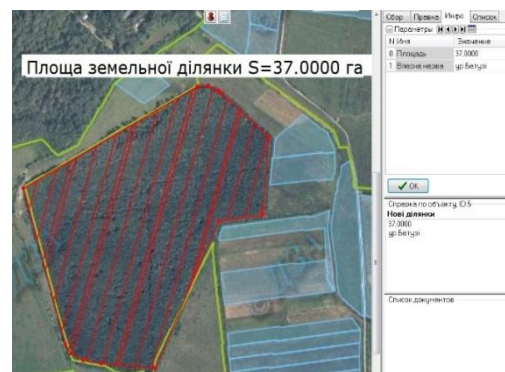 Площа земельної ділянки S=37.0000 га
Сбор Правка Инфо Список
Параметры
N Имя Значение
0 Площадь 37.0000
1 Власна назва ур.Бетузі
OK
Справка по объекту, ID 5
Нові ділянки
37.0000
ур.Бетузі
Список документов